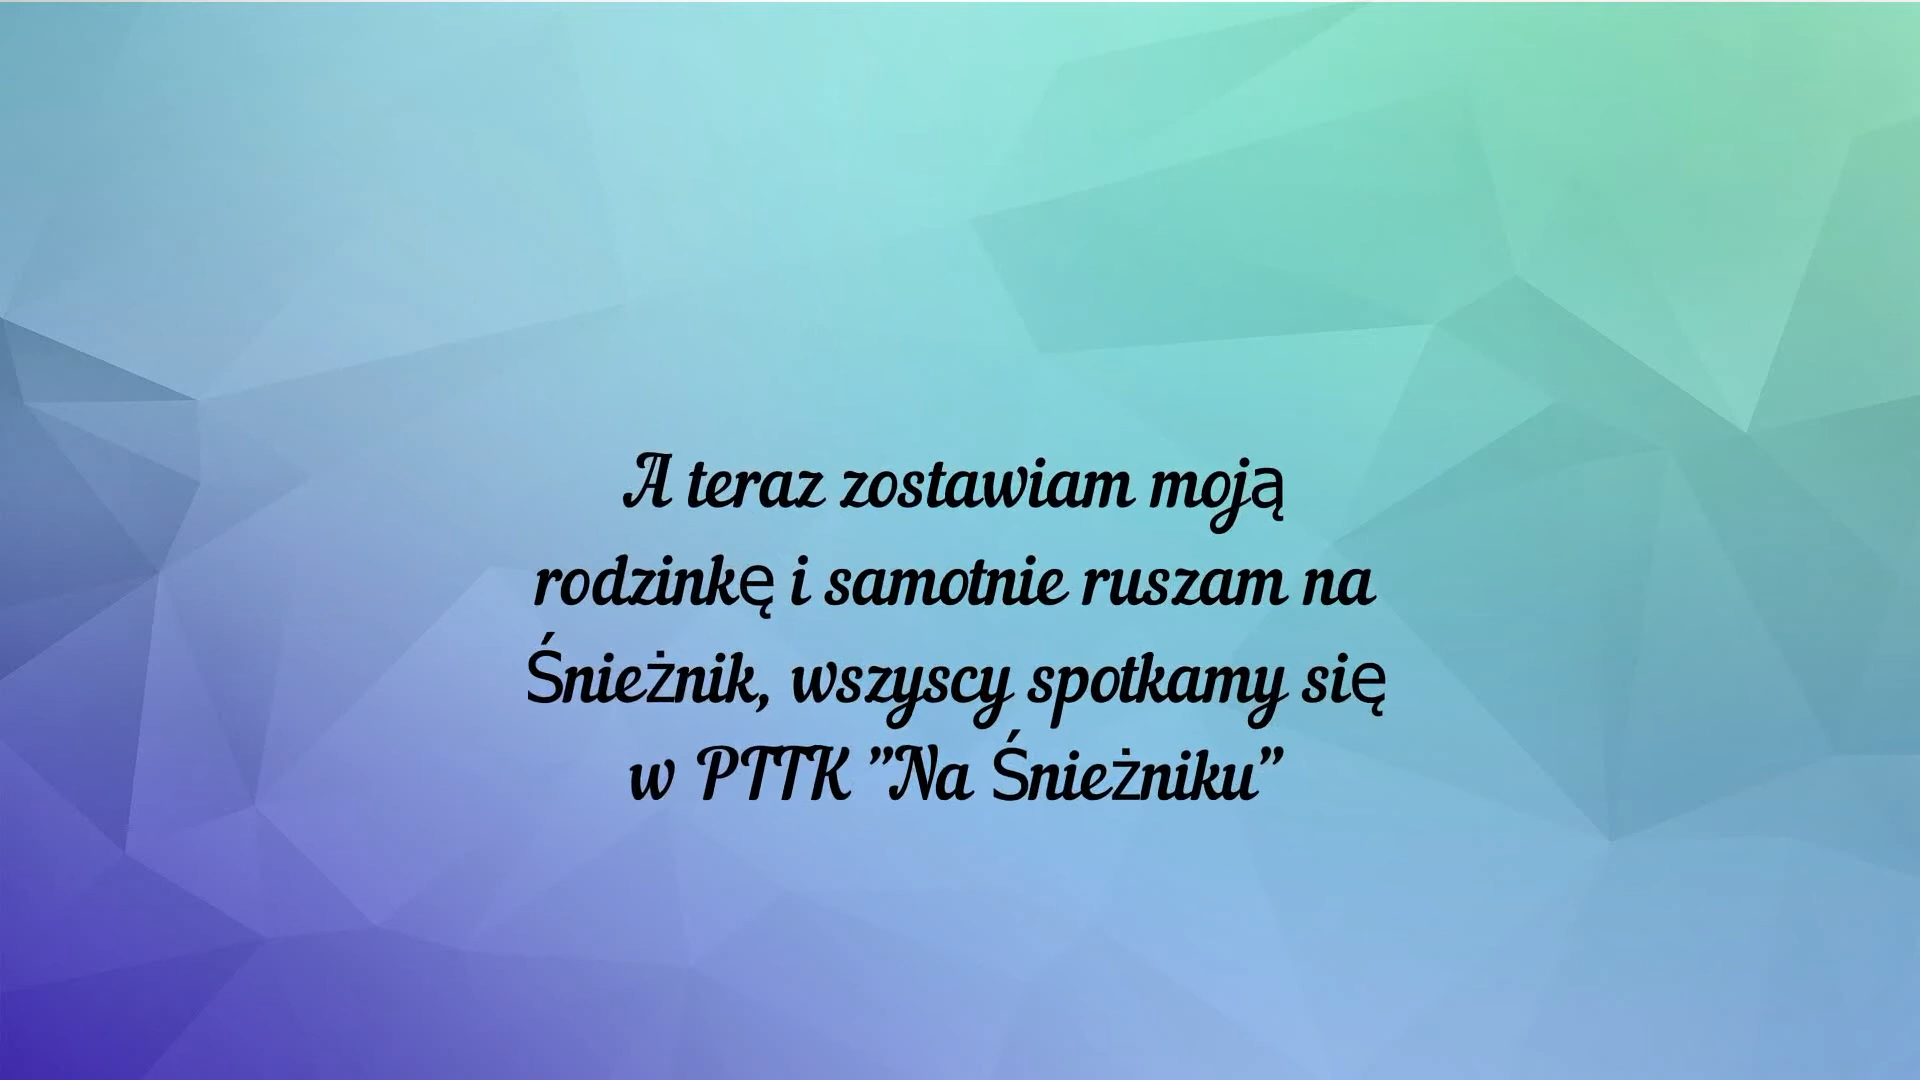 A teraz zostawiam moją
rodzinkę i samotnie ruszam na
Śnieżnik, wszyscy spotkamy się
w PTTK "Na Śnieżniku"